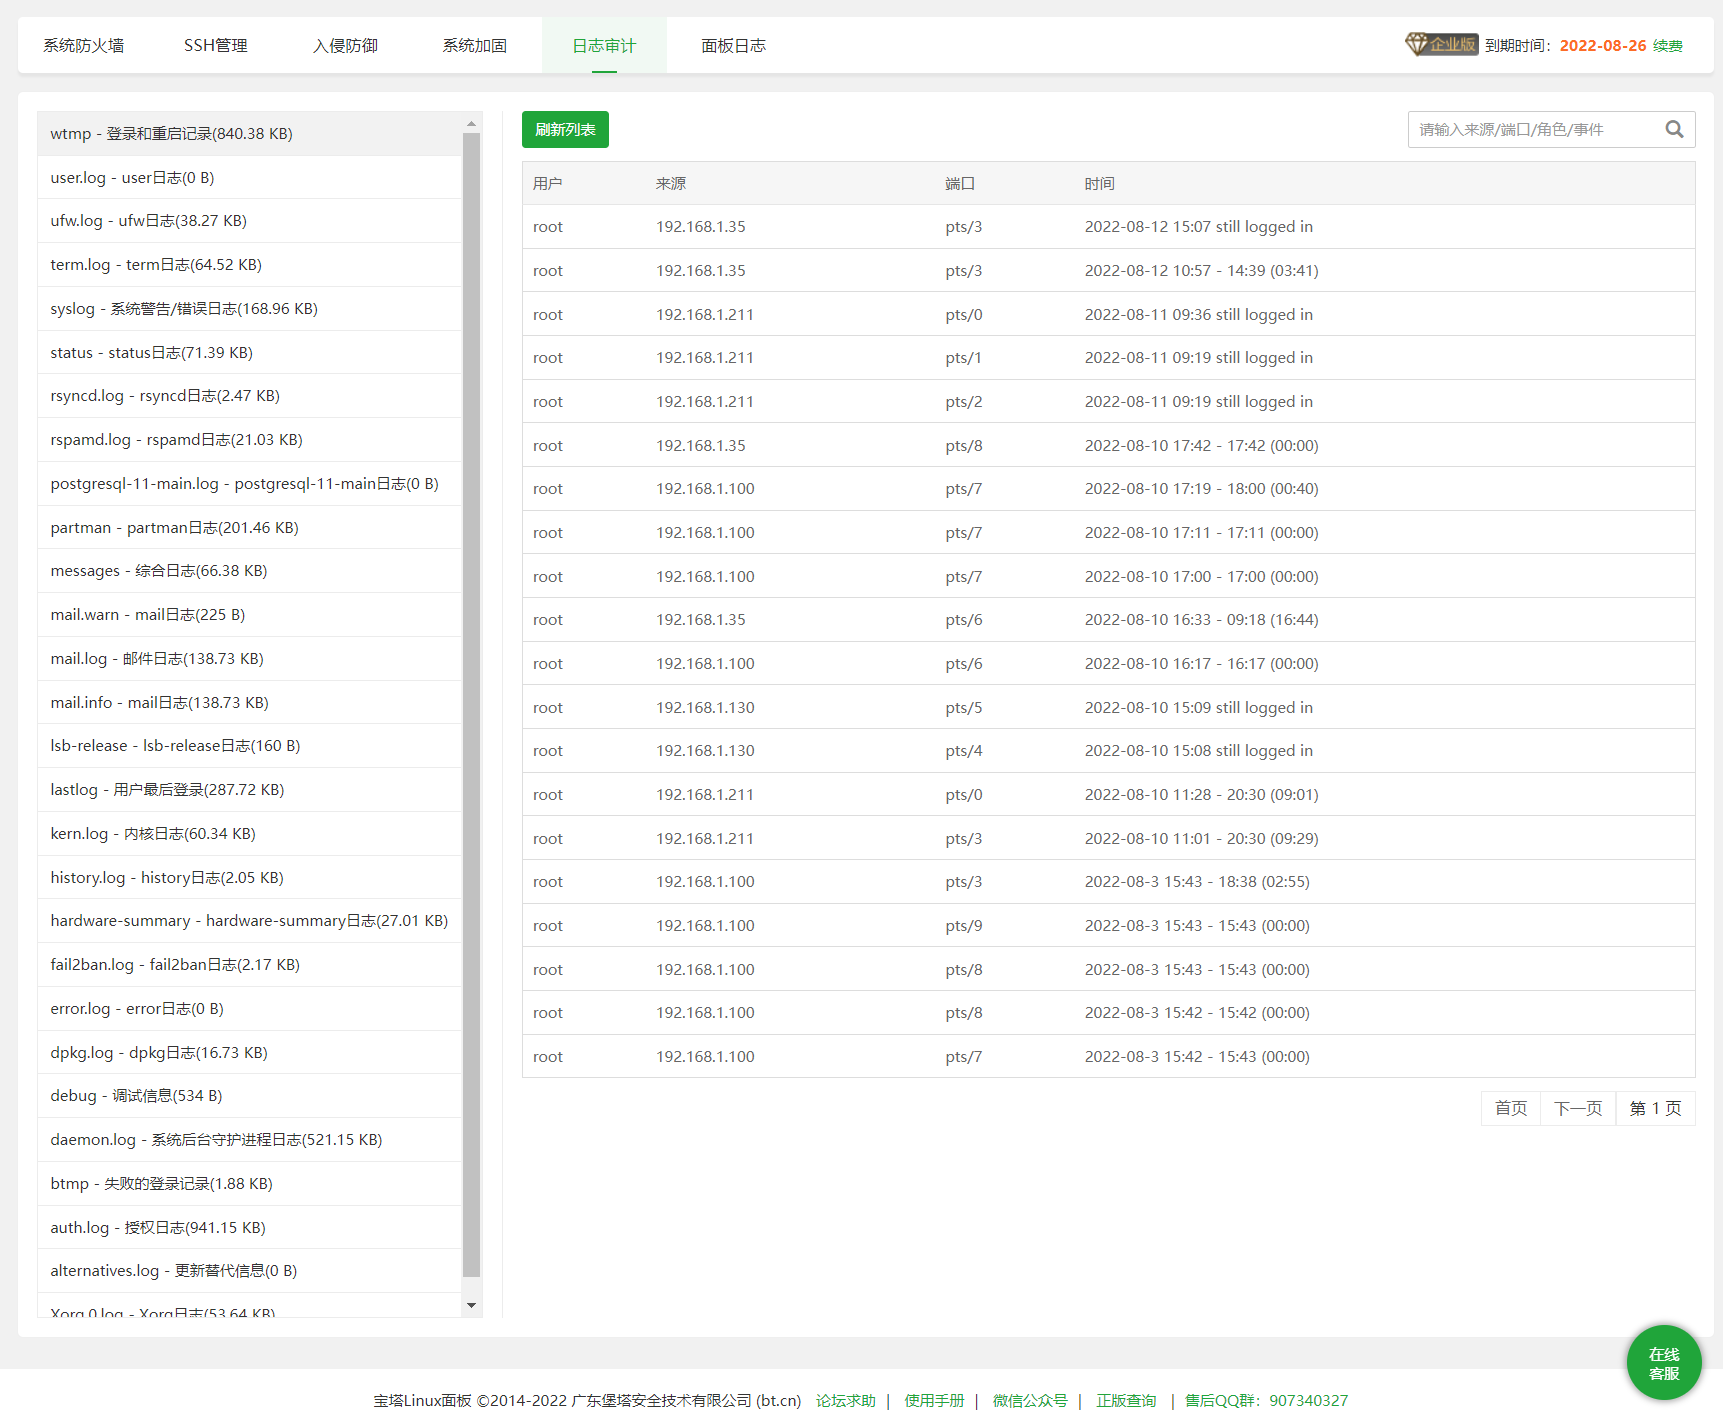 系统防火墙 SSH管理 入侵防御 系统加固 日志审计 面板日志 企业版 到期时间：2022-08-26 续费
wtmp - 登录和重启记录(840.38 KB)
user.log - user日志(0 B)
ufw.log - ufw日志(38.27 KB)
term.log - term日志(64.52 KB)
syslog - 系统警告/错误日志(168.96 KB)
status - status日志(71.39 KB)
rsyncd.log - rsyncd日志(2.47 KB)
rspamd.log - rspamd日志(21.03 KB)
postgresql-11-main.log - postgresql-11-main日志(0 B)
partman - partman日志(201.46 KB)
messages - 综合日志(66.38 KB)
mail.warn - mail日志(225 B)
mail.log - 邮件日志(138.73 KB)
mail.info - mail日志(138.73 KB)
lsb-release - lsb-release日志(160 B)
lastlog - 用户最后登录(287.72 KB)
kern.log - 内核日志(60.34 KB)
history.log - history日志(2.05 KB)
hardware-summary - hardware-summary日志(27.01 KB)
fail2ban.log - fail2ban日志(2.17 KB)
error.log - error日志(0 B)
dpkg.log - dpkg日志(16.73 KB)
debug - 调试信息(534 B)
daemon.log - 系统后台守护进程日志(521.15 KB)
btmp - 失败的登录记录(1.88 KB)
auth.log - 授权日志(941.15 KB)
alternatives.log - 更新替代信息(0 B)
Xorg.0.log - Xorg日志(53.64 KB)
刷新列表 请输入来源/端口/角色/事件
用户 来源 端口 时间
root 192.168.1.35 pts/3 2022-08-12 15:07 still logged in
root 192.168.1.35 pts/3 2022-08-12 10:57 - 14:39 (03:41)
root 192.168.1.211 pts/0 2022-08-11 09:36 still logged in
root 192.168.1.211 pts/1 2022-08-11 09:19 still logged in
root 192.168.1.211 pts/2 2022-08-11 09:19 still logged in
root 192.168.1.35 pts/8 2022-08-10 17:42 - 17:42 (00:00)
root 192.168.1.100 pts/7 2022-08-10 17:19 - 18:00 (00:40)
root 192.168.1.100 pts/7 2022-08-10 17:11 - 17:11 (00:00)
root 192.168.1.100 pts/7 2022-08-10 17:00 - 17:00 (00:00)
root 192.168.1.35 pts/6 2022-08-10 16:33 - 09:18 (16:44)
root 192.168.1.100 pts/6 2022-08-10 16:17 - 16:17 (00:00)
root 192.168.1.130 pts/5 2022-08-10 15:09 still logged in
root 192.168.1.130 pts/4 2022-08-10 15:08 still logged in
root 192.168.1.211 pts/0 2022-08-10 11:28 - 20:30 (09:01)
root 192.168.1.211 pts/3 2022-08-10 11:01 - 20:30 (09:29)
root 192.168.1.100 pts/3 2022-08-3 15:43 - 18:38 (02:55)
root 192.168.1.100 pts/9 2022-08-3 15:43 - 15:43 (00:00)
root 192.168.1.100 pts/8 2022-08-3 15:43 - 15:43 (00:00)
root 192.168.1.100 pts/8 2022-08-3 15:42 - 15:42 (00:00)
root 192.168.1.100 pts/7 2022-08-3 15:42 - 15:43 (00:00)
首页 下一页 第 1 页
在线
客服
宝塔Linux面板 ©2014-2022 广东堡塔安全技术有限公司 (bt.cn) 论坛求助 | 使用手册 | 微信公众号 | 正版查询 | 售后QQ群：907340327